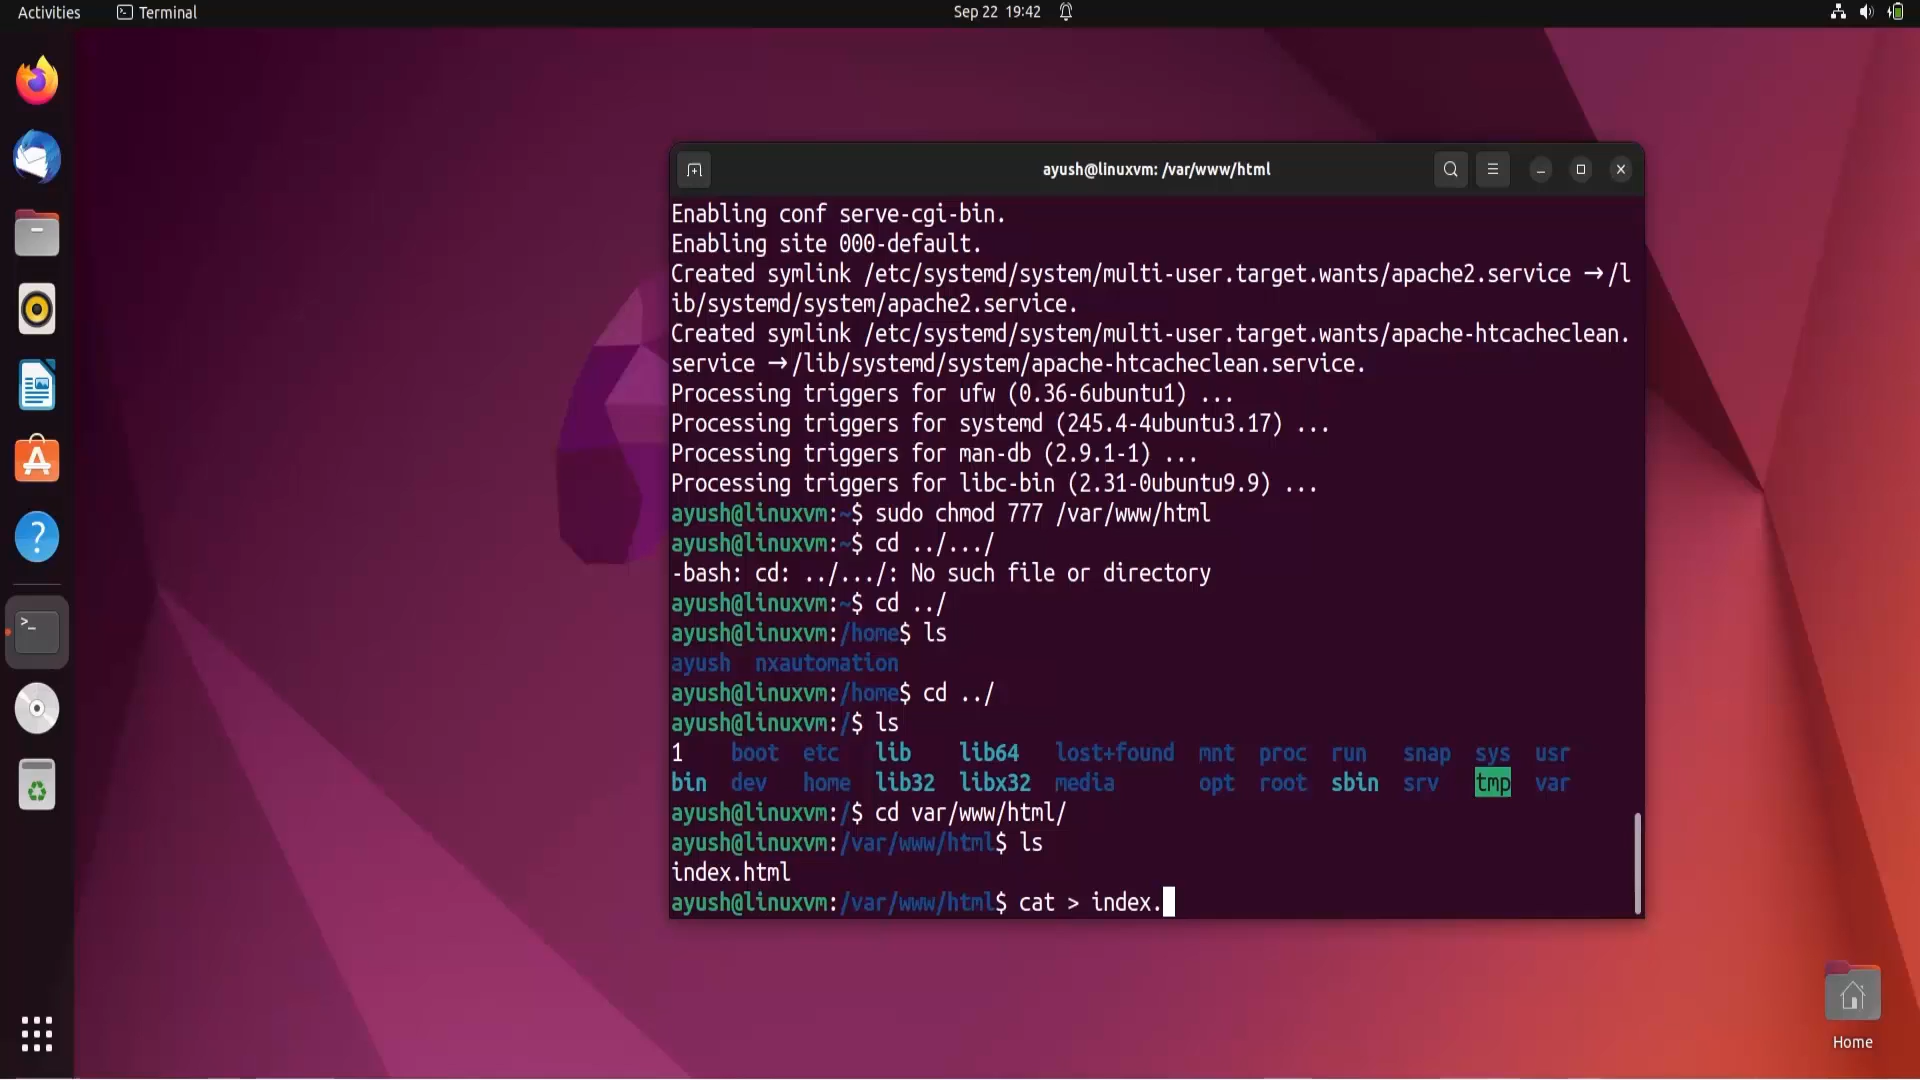 Activities
Terminal
Sep 22 19:42
ayush@linuxvm: /var/www/html
Enabling conf serve-cgi-bin.
Enabling site 000-default.
Created symlink /etc/systemd/system/multi-user.target.wants/apache2.service → /l
ib/systemd/system/apache2.service.
Created symlink /etc/systemd/system/multi-user.target.wants/apache-htcacheclean.
service → /lib/systemd/system/apache-htcacheclean.service.
Processing triggers for ufw (0.36-6ubuntu1) ...
Processing triggers for systemd (245.4-4ubuntu3.17) ...
Processing triggers for man-db (2.9.1-1) ...
Processing triggers for libc-bin (2.31-0ubuntu9.9) ...
ayush@linuxvm:~$ sudo chmod 777 /var/www/html
ayush@linuxvm:~$ cd ../.../
-bash: cd: ../.../: No such file or directory
ayush@linuxvm:~$ cd ../
ayush@linuxvm:/home$ ls
ayush  nxautomation
ayush@linuxvm:/home$ cd ../
ayush@linuxvm:/$ ls
1    boot  etc   lib    lib64   lost+found  mnt  proc  run   snap  sys  usr
bin  dev   home  lib32  libx32  media       opt  root  sbin  srv   tmp  var
ayush@linuxvm:/$ cd var/www/html/
ayush@linuxvm:/var/www/html$ ls
index.html
ayush@linuxvm:/var/www/html$ cat > index.
Home